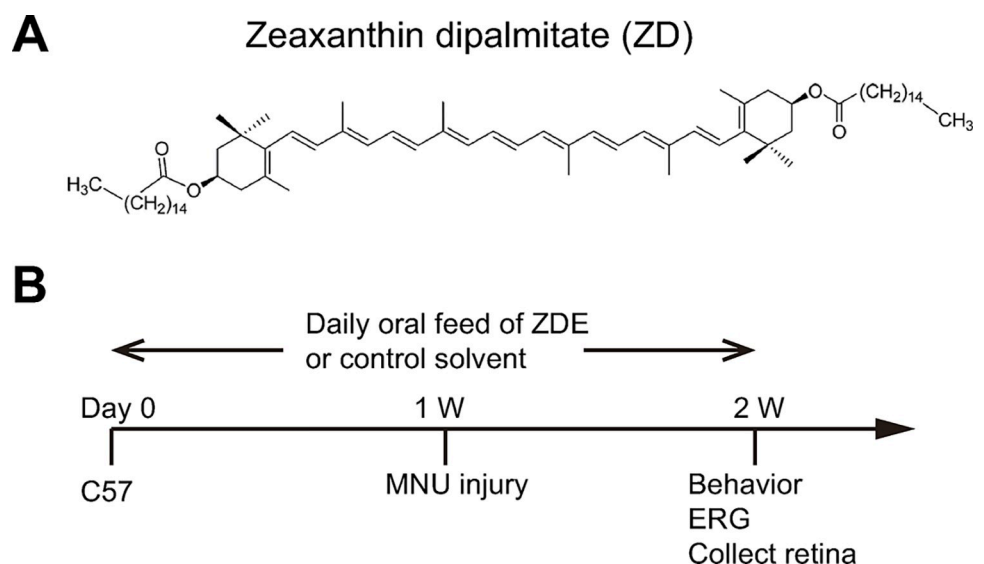 A
Zeaxanthin dipalmitate (ZD)
O
(CH2)14
O
CH3
O
H3C
O
(CH2)14
B
Daily oral feed of ZDE
or control solvent
Day 0
1 W
2 W
C57
MNU injury
Behavior
ERG
Collect retina